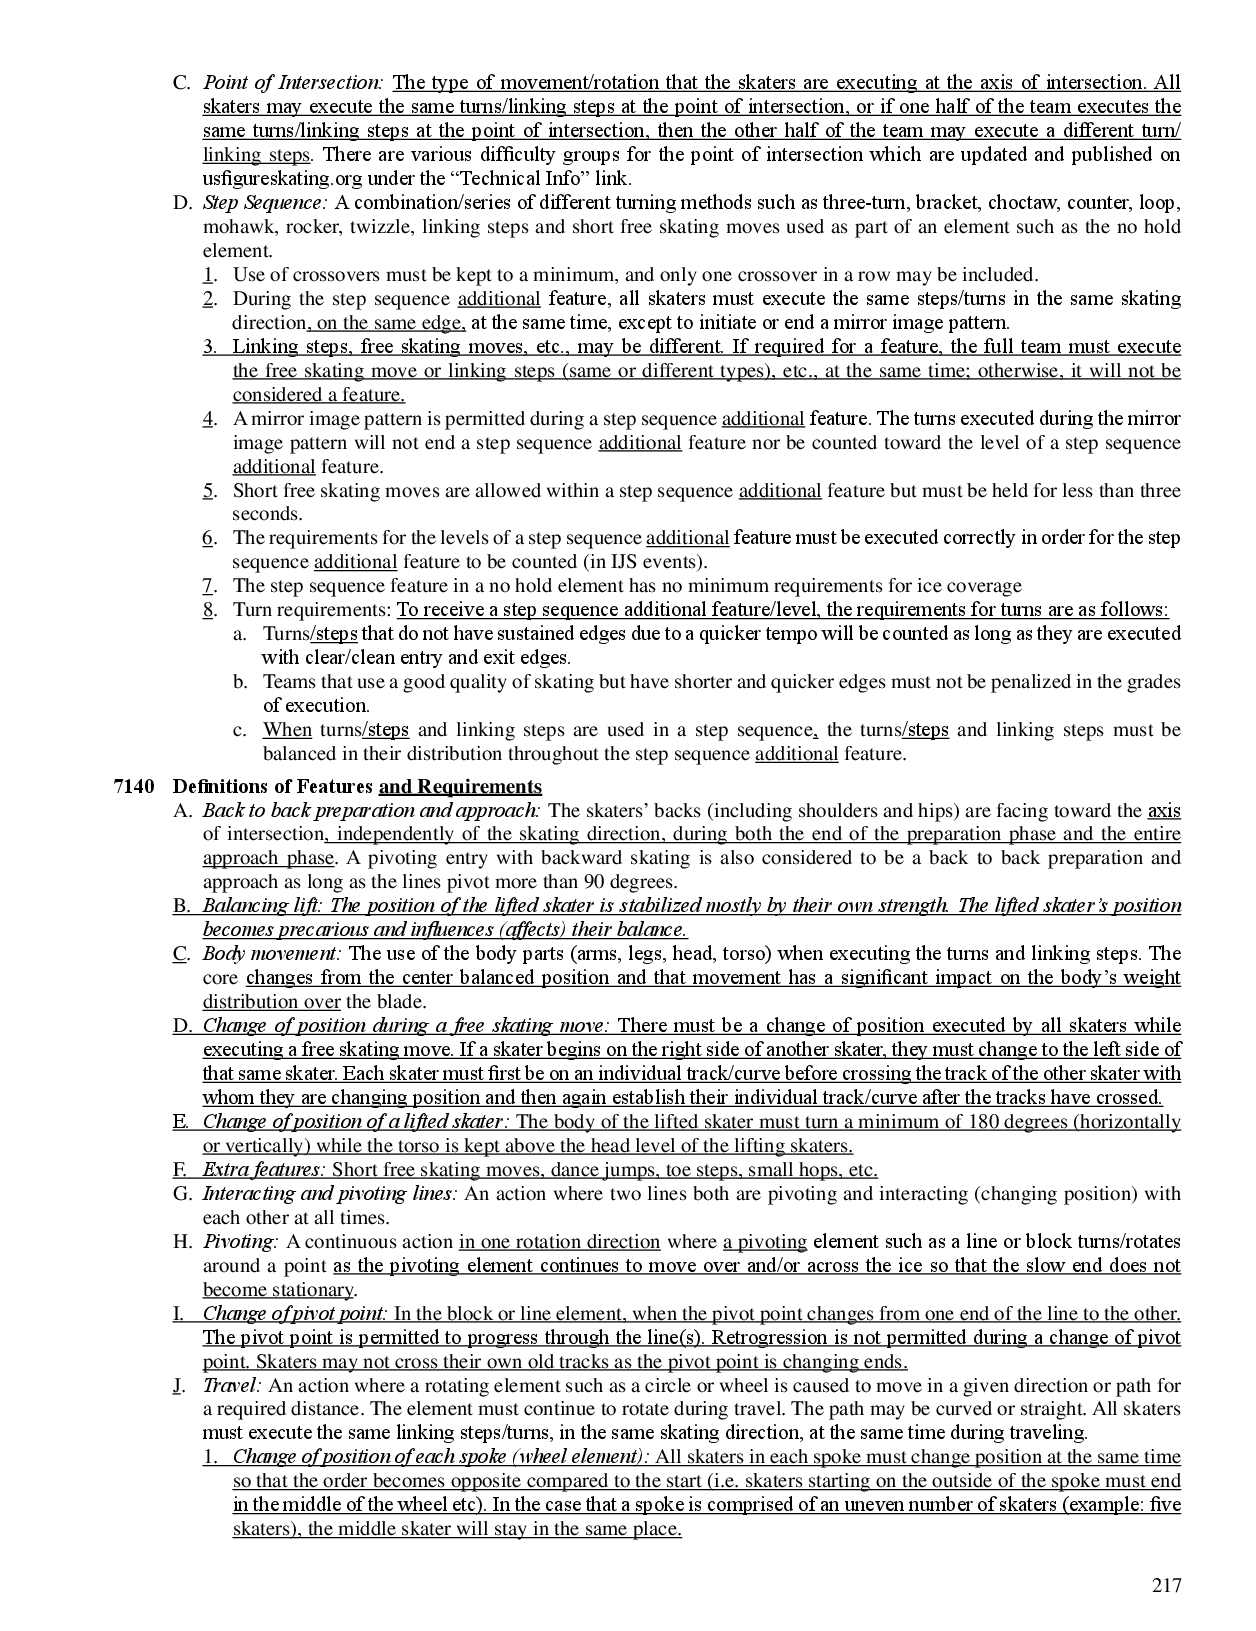 C. Point of Intersection: The type of movement/rotation that the skaters are executing at the axis of intersection. All
skaters may execute the same turns/linking steps at the point of intersection, or if one half of the team executes the
same turns/linking steps at the point of intersection, then the other half of the team may execute a different turn/
linking steps. There are various difficulty groups for the point of intersection which are updated and published on
usfigureskating.org under the “Technical Info” link.
D. Step Sequence: A combination/series of different turning methods such as three-turn, bracket, choctaw, counter, loop,
mohawk, rocker, twizzle, linking steps and short free skating moves used as part of an element such as the no hold
element.
1. Use of crossovers must be kept to a minimum, and only one crossover in a row may be included.
2. During the step sequence additional feature, all skaters must execute the same steps/turns in the same skating
direction, on the same edge, at the same time, except to initiate or end a mirror image pattern.
3. Linking steps, free skating moves, etc., may be different. If required for a feature, the full team must execute
the free skating move or linking steps (same or different types), etc., at the same time; otherwise, it will not be
considered a feature.
4. A mirror image pattern is permitted during a step sequence additional feature. The turns executed during the mirror
image pattern will not end a step sequence additional feature nor be counted toward the level of a step sequence
additional feature.
5. Short free skating moves are allowed within a step sequence additional feature but must be held for less than three
seconds.
6. The requirements for the levels of a step sequence additional feature must be executed correctly in order for the step
sequence additional feature to be counted (in IJS events).
7. The step sequence feature in a no hold element has no minimum requirements for ice coverage
8. Turn requirements: To receive a step sequence additional feature/level, the requirements for turns are as follows:
a. Turns/steps that do not have sustained edges due to a quicker tempo will be counted as long as they are executed
with clear/clean entry and exit edges.
b. Teams that use a good quality of skating but have shorter and quicker edges must not be penalized in the grades
of execution.
c. When turns/steps and linking steps are used in a step sequence, the turns/steps and linking steps must be
balanced in their distribution throughout the step sequence additional feature.
7140 Definitions of Features and Requirements
A. Back to back preparation and approach: The skaters’ backs (including shoulders and hips) are facing toward the axis
of intersection, independently of the skating direction, during both the end of the preparation phase and the entire
approach phase. A pivoting entry with backward skating is also considered to be a back to back preparation and
approach as long as the lines pivot more than 90 degrees.
B. Balancing lift: The position of the lifted skater is stabilized mostly by their own strength. The lifted skater’s position
becomes precarious and influences (affects) their balance.
C. Body movement: The use of the body parts (arms, legs, head, torso) when executing the turns and linking steps. The
core changes from the center balanced position and that movement has a significant impact on the body’s weight
distribution over the blade.
D. Change of position during a free skating move: There must be a change of position executed by all skaters while
executing a free skating move. If a skater begins on the right side of another skater, they must change to the left side of
that same skater. Each skater must first be on an individual track/curve before crossing the track of the other skater with
whom they are changing position and then again establish their individual track/curve after the tracks have crossed.
E. Change of position of a lifted skater: The body of the lifted skater must turn a minimum of 180 degrees (horizontally
or vertically) while the torso is kept above the head level of the lifting skaters.
F. Extra features: Short free skating moves, dance jumps, toe steps, small hops, etc.
G. Interacting and pivoting lines: An action where two lines both are pivoting and interacting (changing position) with
each other at all times.
H. Pivoting: A continuous action in one rotation direction where a pivoting element such as a line or block turns/rotates
around a point as the pivoting element continues to move over and/or across the ice so that the slow end does not
become stationary.
I. Change of pivot point: In the block or line element, when the pivot point changes from one end of the line to the other.
The pivot point is permitted to progress through the line(s). Retrogression is not permitted during a change of pivot
point. Skaters may not cross their own old tracks as the pivot point is changing ends.
J. Travel: An action where a rotating element such as a circle or wheel is caused to move in a given direction or path for
a required distance. The element must continue to rotate during travel. The path may be curved or straight. All skaters
must execute the same linking steps/turns, in the same skating direction, at the same time during traveling.
1. Change of position of each spoke (wheel element): All skaters in each spoke must change position at the same time
so that the order becomes opposite compared to the start (i.e. skaters starting on the outside of the spoke must end
in the middle of the wheel etc). In the case that a spoke is comprised of an uneven number of skaters (example: five
skaters), the middle skater will stay in the same place.
217